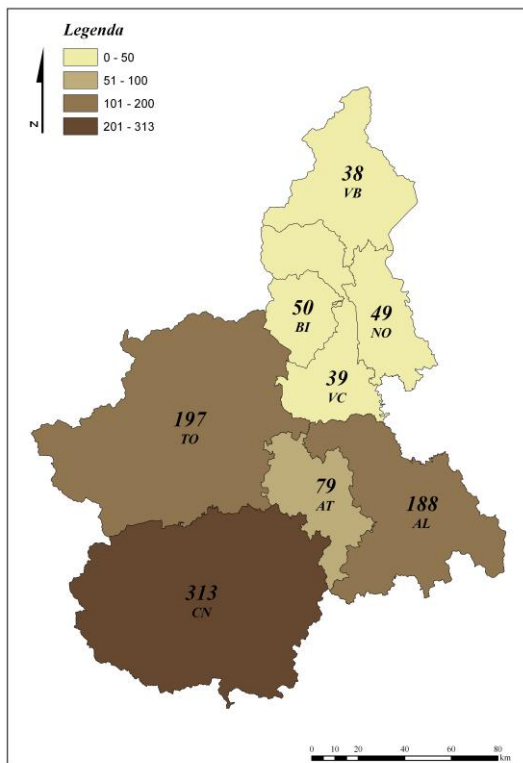 Legenda
0 - 50
51 - 100
101 - 200
201 - 313
N
38
VB
50
BI
49
NO
39
VC
197
TO
79
AT
188
AL
313
CN
0 10 20 40 60 80
km